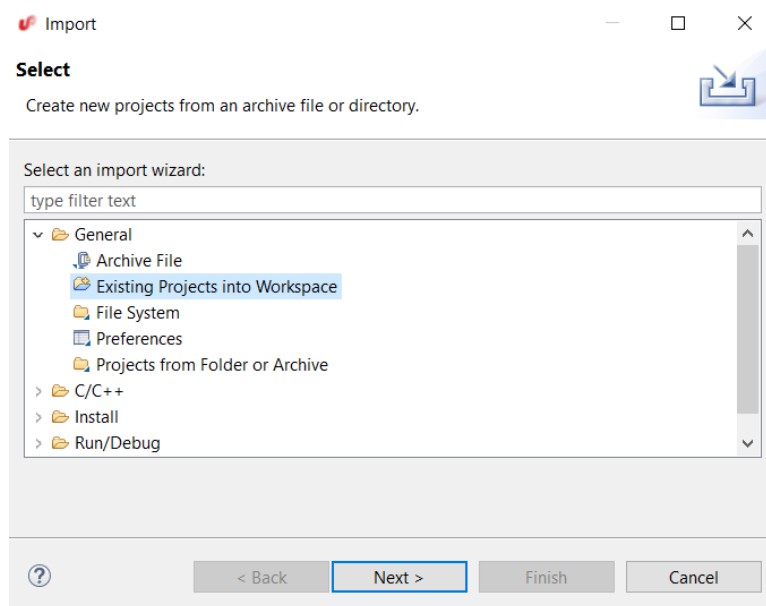 Import
Select
Create new projects from an archive file or directory.
Select an import wizard:
type filter text
General
Archive File
Existing Projects into Workspace
File System
Preferences
Projects from Folder or Archive
C/C++
Install
Run/Debug
? < Back Next > Finish Cancel